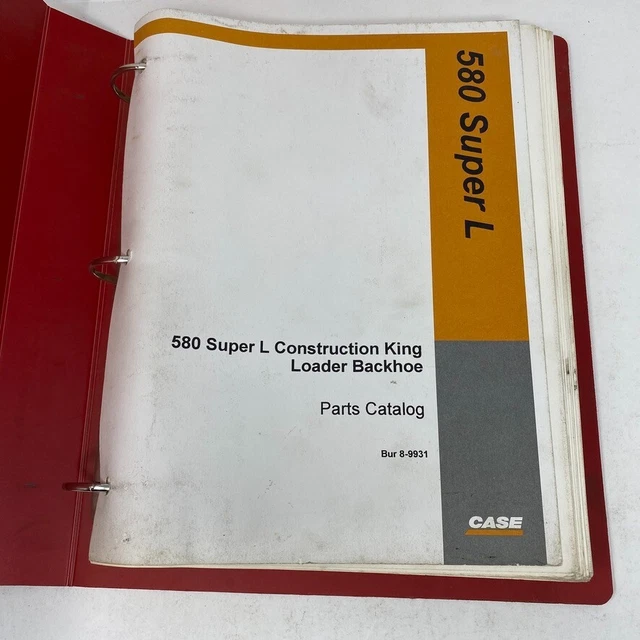 580 Super L
580 Super L Construction King
Loader Backhoe
Parts Catalog
Bur 8-9931
CASE